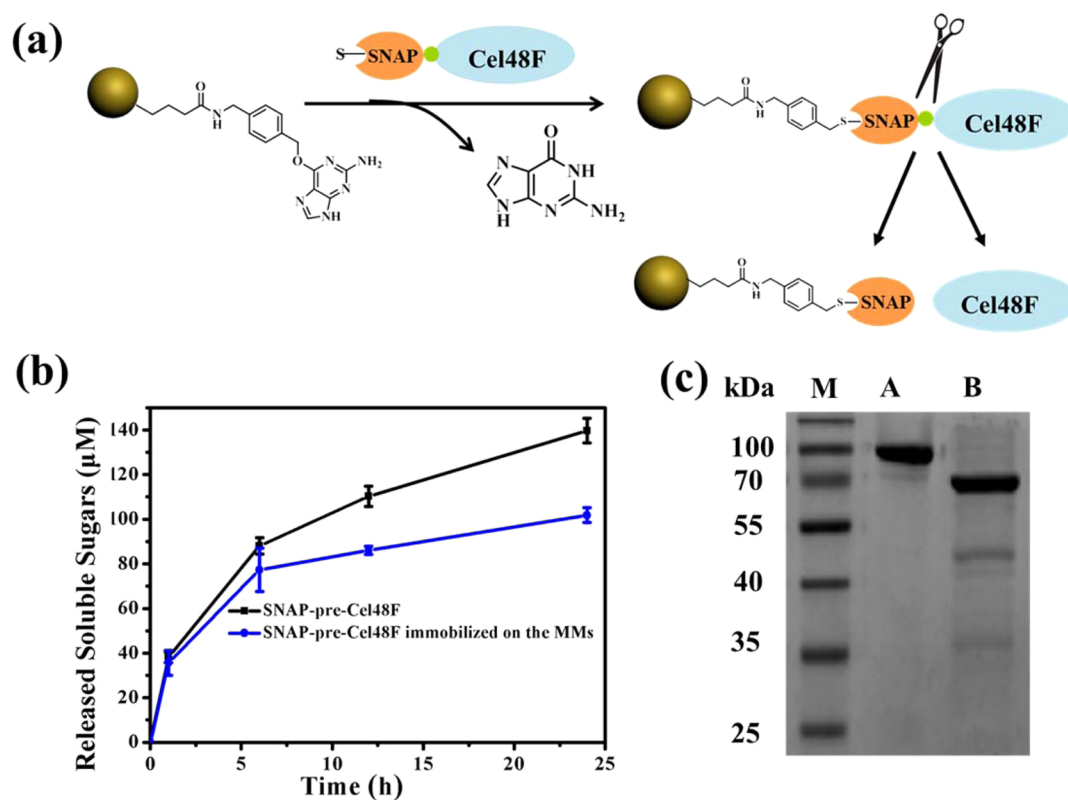 (a)
S
SNAP
Cel48F
O
N
H
O
N
NH2
N
N
NH
O
N
NH
N
H
N
NH2
O
N
H
S
SNAP
Cel48F
O
N
H
S
SNAP
Cel48F
(b)
Released Soluble Sugars (µM)
140
120
100
80
60
40
20
0
SNAP-pre-Cel48F
SNAP-pre-Cel48F immobilized on the MMs
0 5 10 15 20 25
Time (h)
(c)
kDa M A B
100
70
55
40
35
25